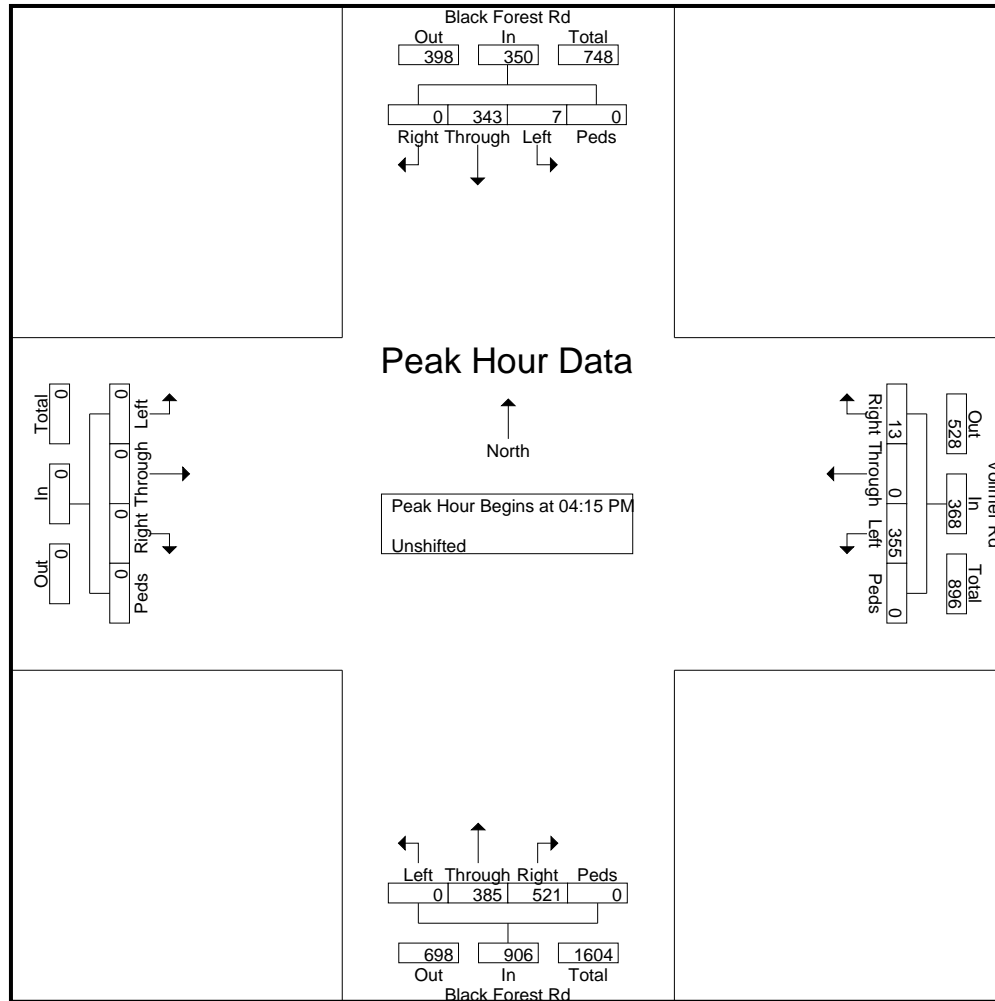 Black Forest Rd
Out In Total
398 350 748
0 343 7 0
Right Through Left Peds
Peak Hour Data
North
Peak Hour Begins at 04:15 PM
Unshifted
Left Through Right Peds
0 0 0 0
Total In Out
0 0 0
Right Through Left Peds
13 0 355 0
Out In Total
528 368 896
Rd
Left Through Right Peds
0 385 521 0
698 906 1604
Out In Total
Black Forest Rd